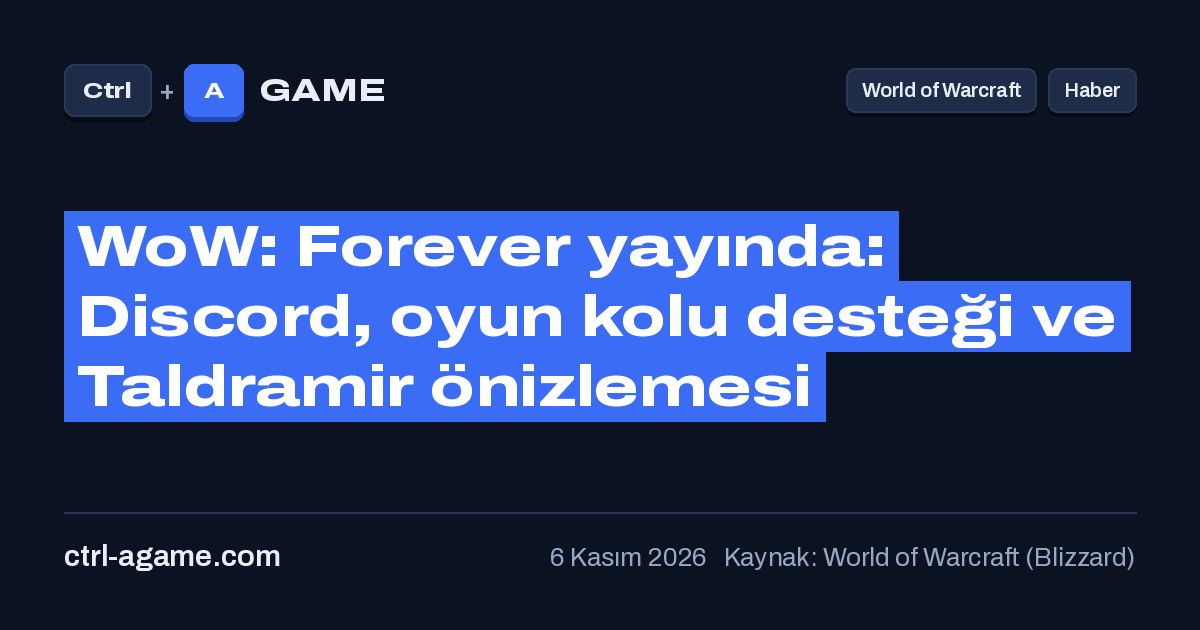 Ctrl + A GAME
World of Warcraft Haber
WoW: Forever yayında:
Discord, oyun kolu desteği ve
Taldramir önizlemesi
ctrl-agame.com
6 Kasım 2026 Kaynak: World of Warcraft (Blizzard)